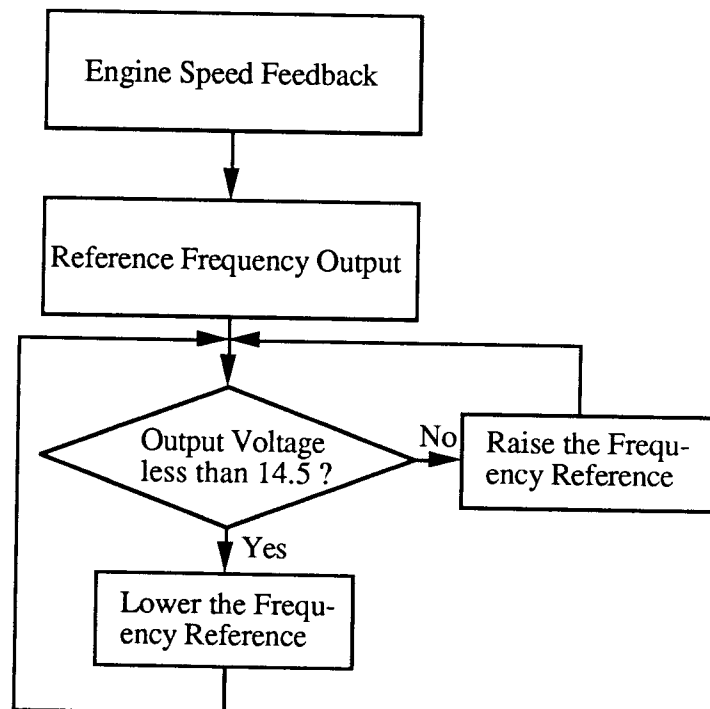 Engine Speed Feedback
Reference Frequency Output
Output Voltage
less than 14.5 ?
No
Raise the Frequ-
ency Reference
Yes
Lower the Frequ-
ency Reference